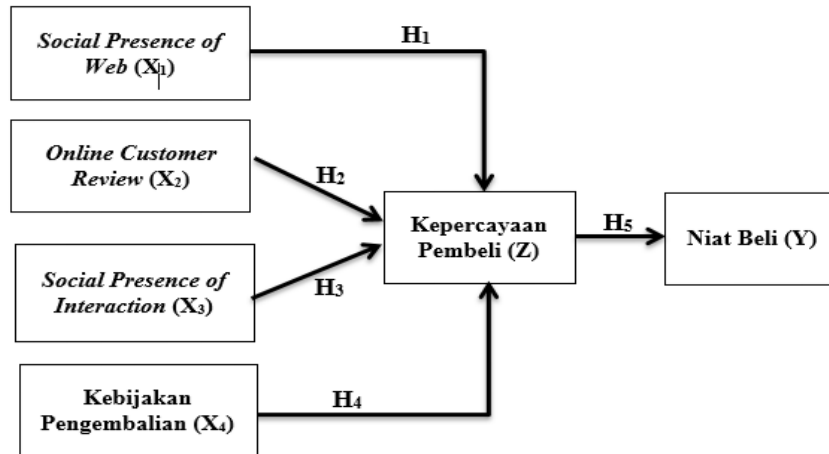 Social Presence of
Web (X₁)
H₁
Online Customer
Review (X₂)
H₂
Kepercayaan
Pembeli (Z)
H₅
Niat Beli (Y)
Social Presence of
Interaction (X₃)
H₃
Kebijakan
Pengembalian (X₄)
H₄